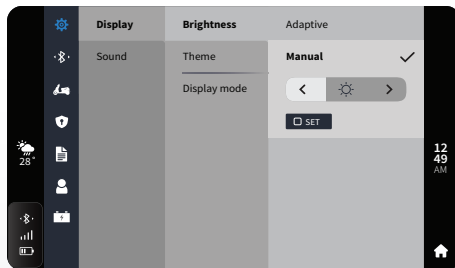 Display
Brightness
Adaptive
Sound
Theme
Manual
Display mode
SET
28°
12
49
AM